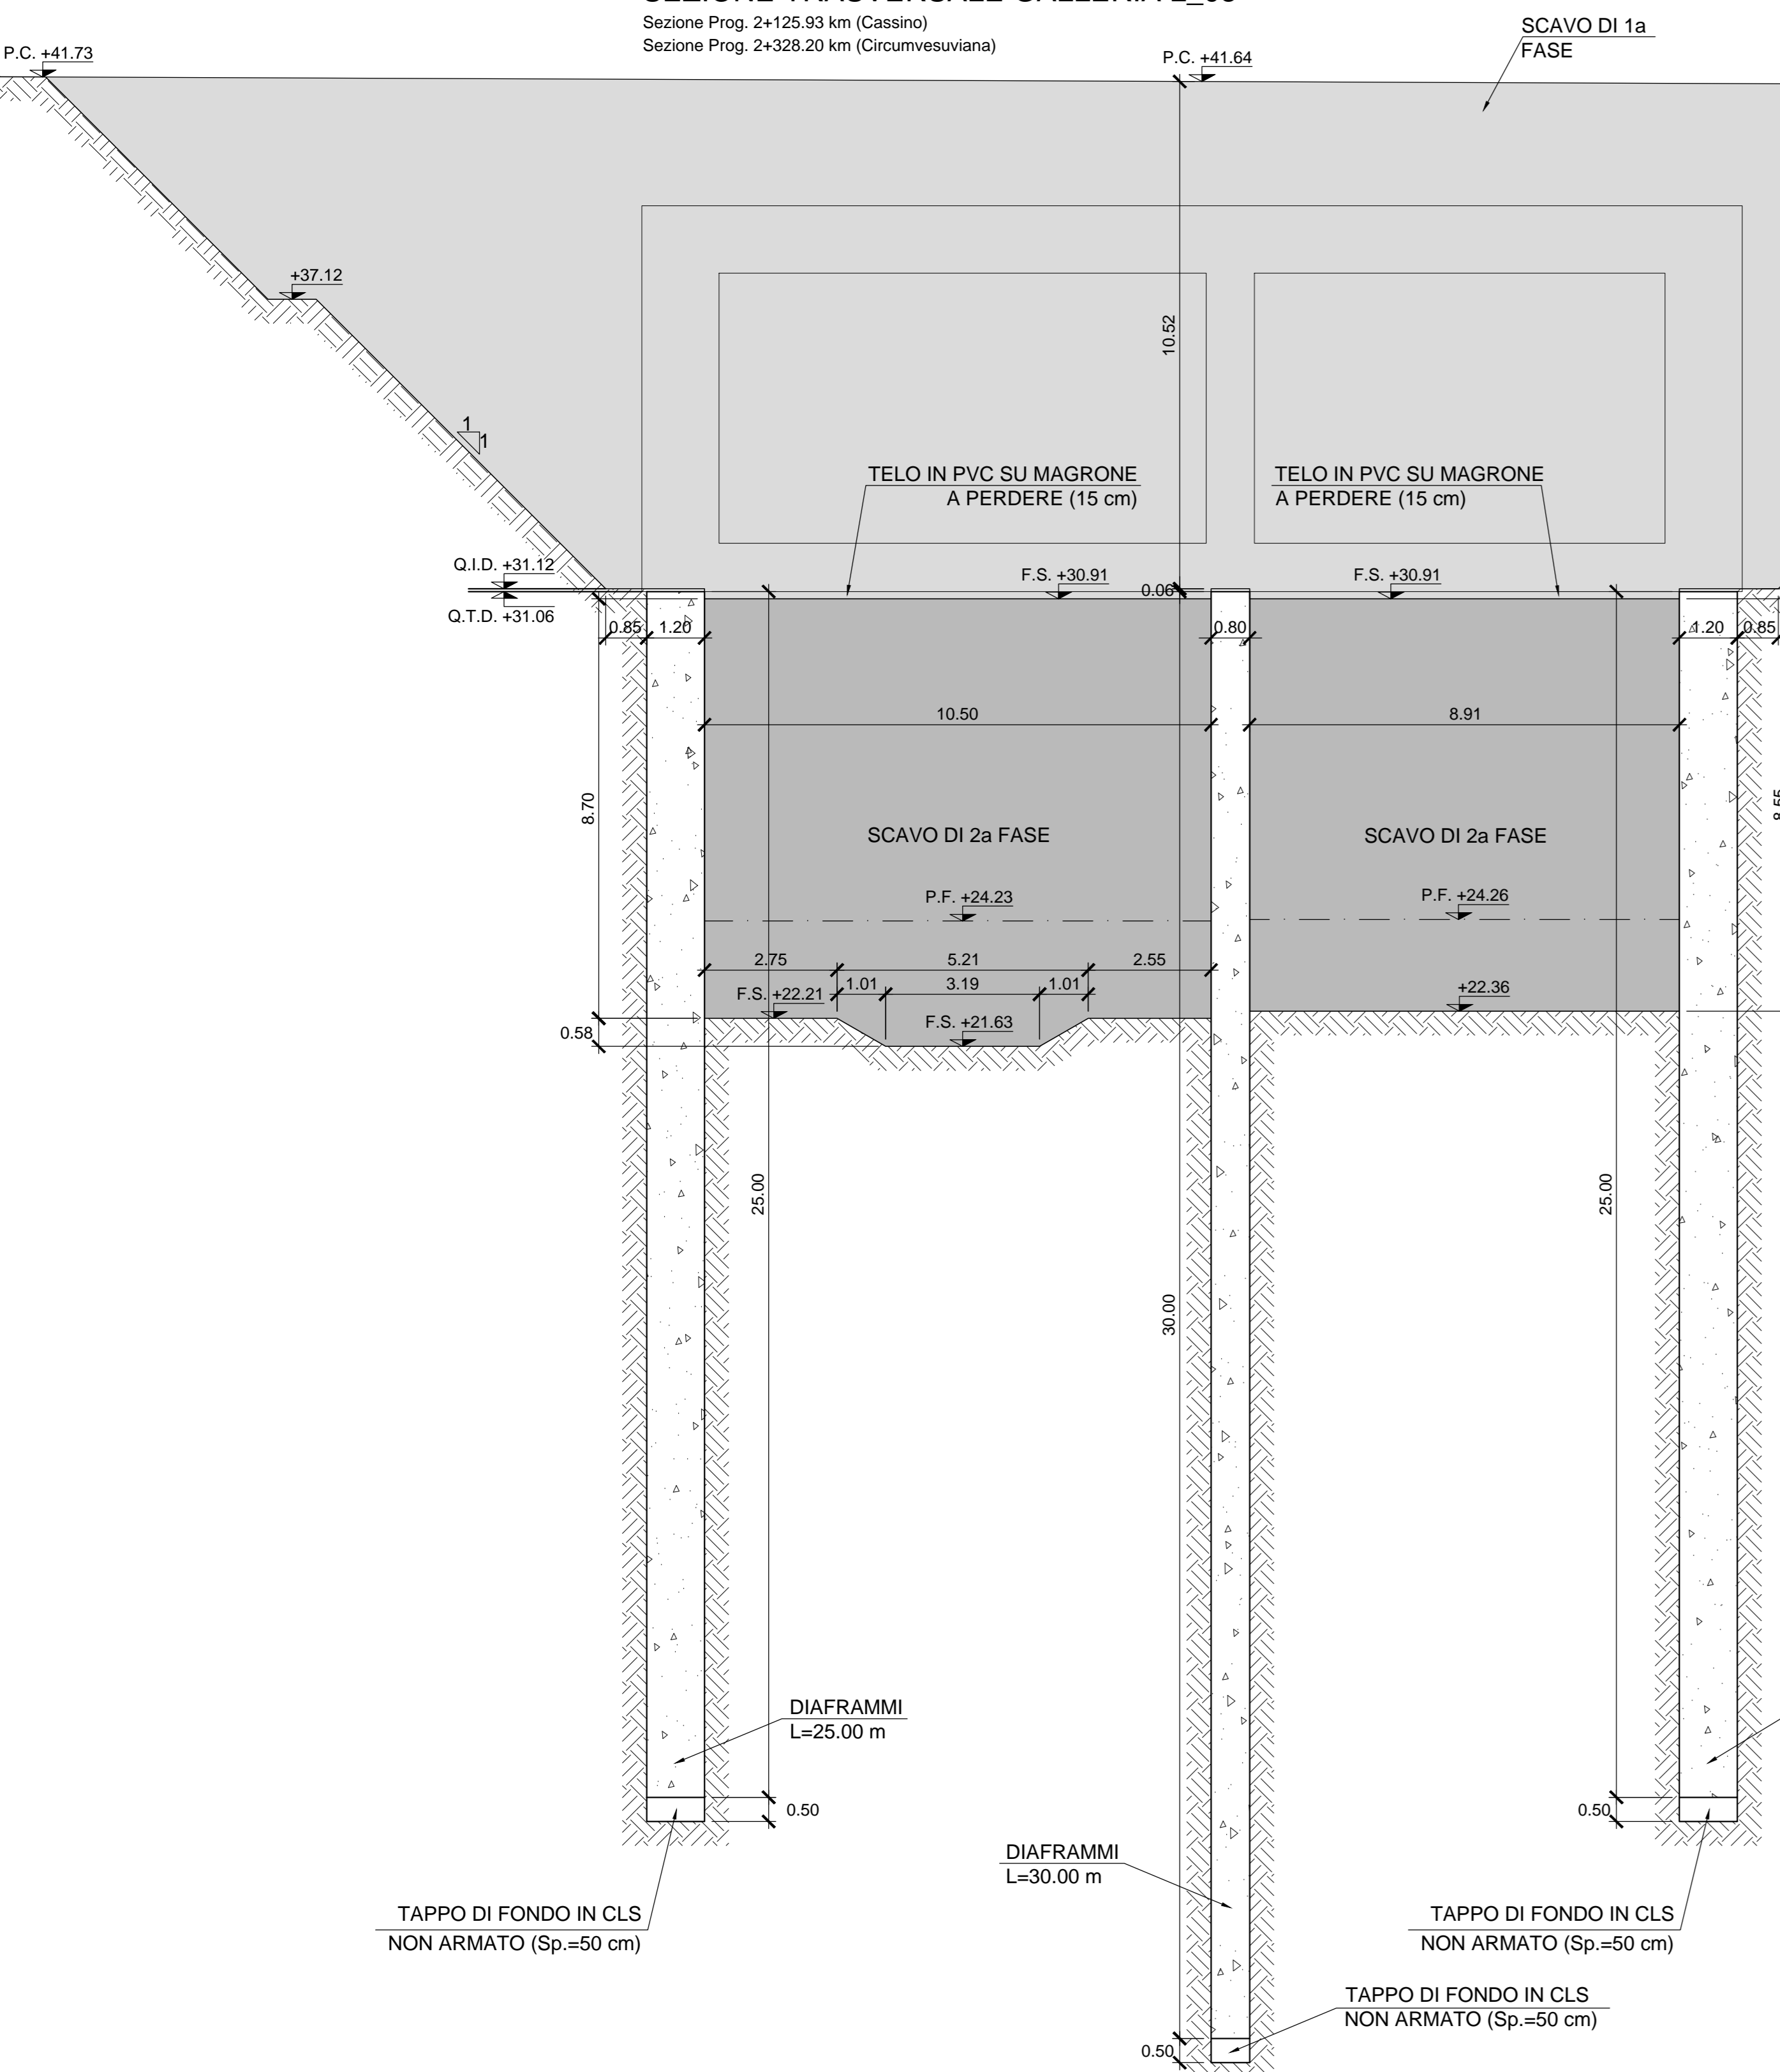 Sezione Prog. 2+125.93 km (Cassino)
Sezione Prog. 2+328.20 km (Circumvesuviana)
SCAVO DI 1a
FASE
P.C. +41.73
P.C. +41.64
+37.12
10.52
1
1
TELO IN PVC SU MAGRONE
A PERDERE (15 cm)
TELO IN PVC SU MAGRONE
A PERDERE (15 cm)
Q.I.D. +31.12
Q.T.D. +31.06
F.S. +30.91
0.06
F.S. +30.91
0.85
1.20
0.80
1.20
0.85
10.50
8.91
8.70
8.55
SCAVO DI 2a FASE
SCAVO DI 2a FASE
P.F. +24.23
P.F. +24.26
2.75
5.21
2.55
1.01
3.19
1.01
F.S. +22.21
+22.36
F.S. +21.63
0.58
25.00
25.00
30.00
DIAFRAMMI
L=25.00 m
0.50
0.50
DIAFRAMMI
L=30.00 m
TAPPO DI FONDO IN CLS
NON ARMATO (Sp.=50 cm)
TAPPO DI FONDO IN CLS
NON ARMATO (Sp.=50 cm)
TAPPO DI FONDO IN CLS
NON ARMATO (Sp.=50 cm)
0.50